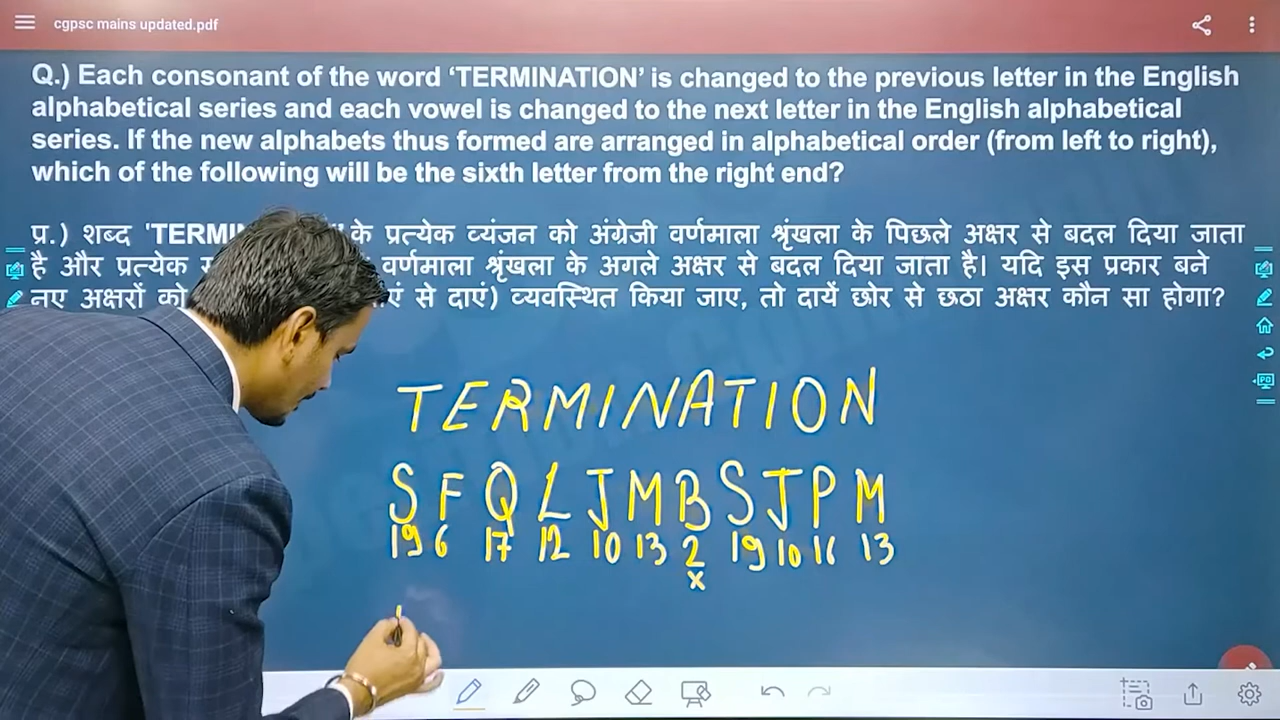 cgpsc mains updated.pdf
Q.) Each consonant of the word ‘TERMINATION’ is changed to the previous letter in the English
alphabetical series and each vowel is changed to the next letter in the English alphabetical
series. If the new alphabets thus formed are arranged in alphabetical order (from left to right),
which of the following will be the sixth letter from the right end?
प्र.) शब्द 'TERMI के प्रत्येक व्यंजन को अंग्रेजी वर्णमाला श्रृंखला के पिछले अक्षर से बदल दिया जाता
है और प्रत्येक वर्णमाला श्रृंखला के अगले अक्षर से बदल दिया जाता है। यदि इस प्रकार बने
नए अक्षरों को से दाएं) व्यवस्थित किया जाए, तो दायें छोर से छठा अक्षर कौन सा होगा?
TERMINATION
S F Q L J M B S J P M
19 6 17 12 10 13 2 19 10 16 13
x